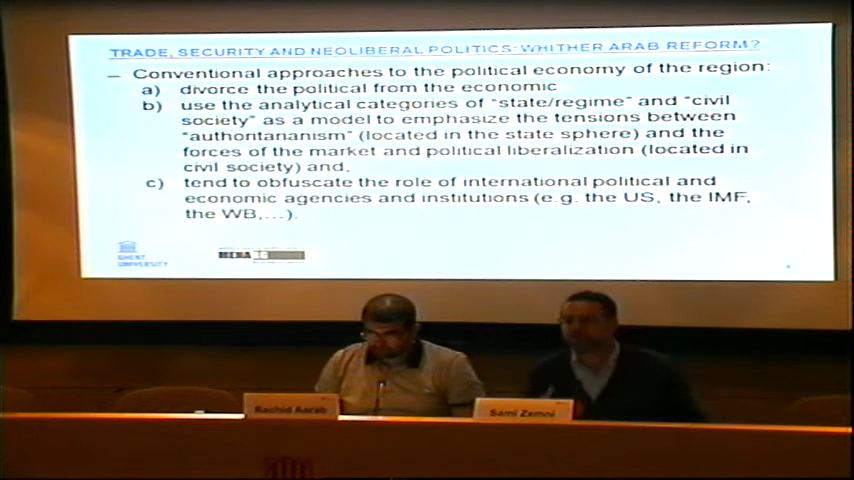 TRADE, SECURITY AND NEOLIBERAL POLITICS: WHITHER ARAB REFORM?
– Conventional approaches to the political economy of the region:
a) divorce the political from the economic
b) use the analytical categories of "state/regime" and "civil
society" as a model to emphasize the tensions between
"authoritarianism" (located in the state sphere) and the
forces of the market and political liberalization (located in
civil society) and,
c) tend to obfuscate the role of international political and
economic agencies and institutions (e.g. the US, the IMF,
the WB,...).
GHENT
UNIVERSITY
MENA
Rachid Aarab
Sami Zemni